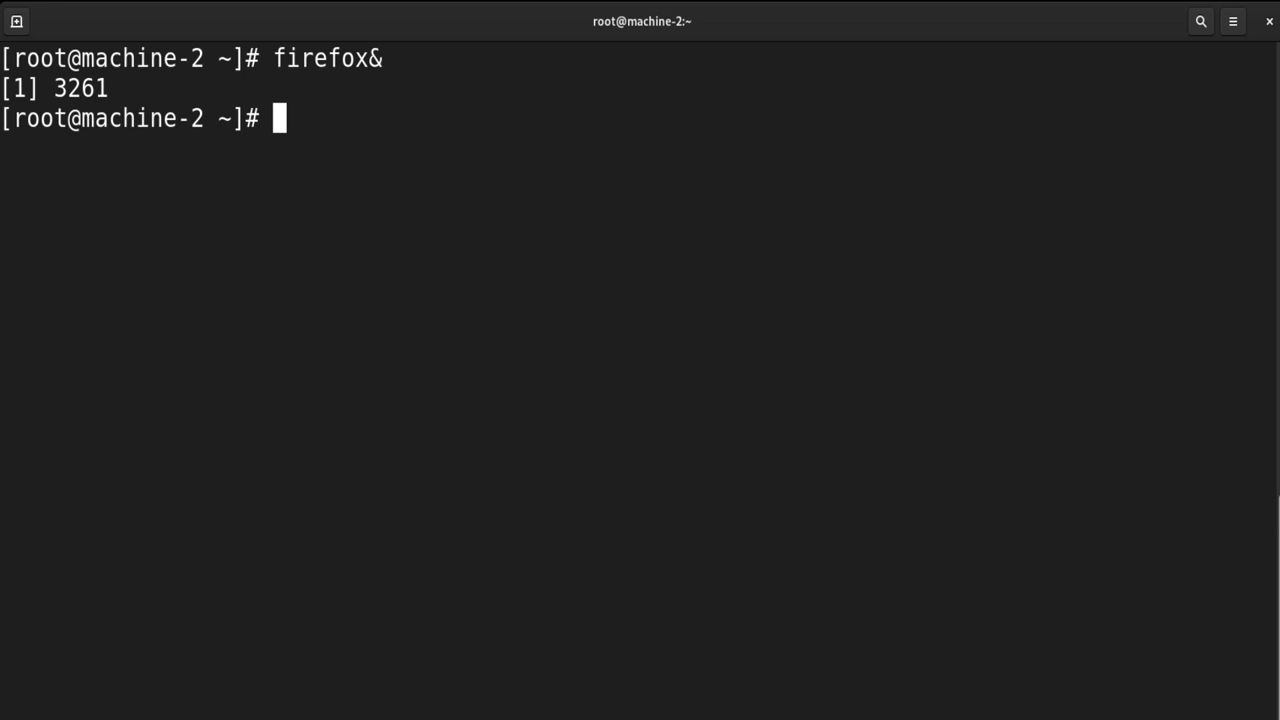 root@machine-2:~
[root@machine-2 ~]# firefox&
[1] 3261
[root@machine-2 ~]#